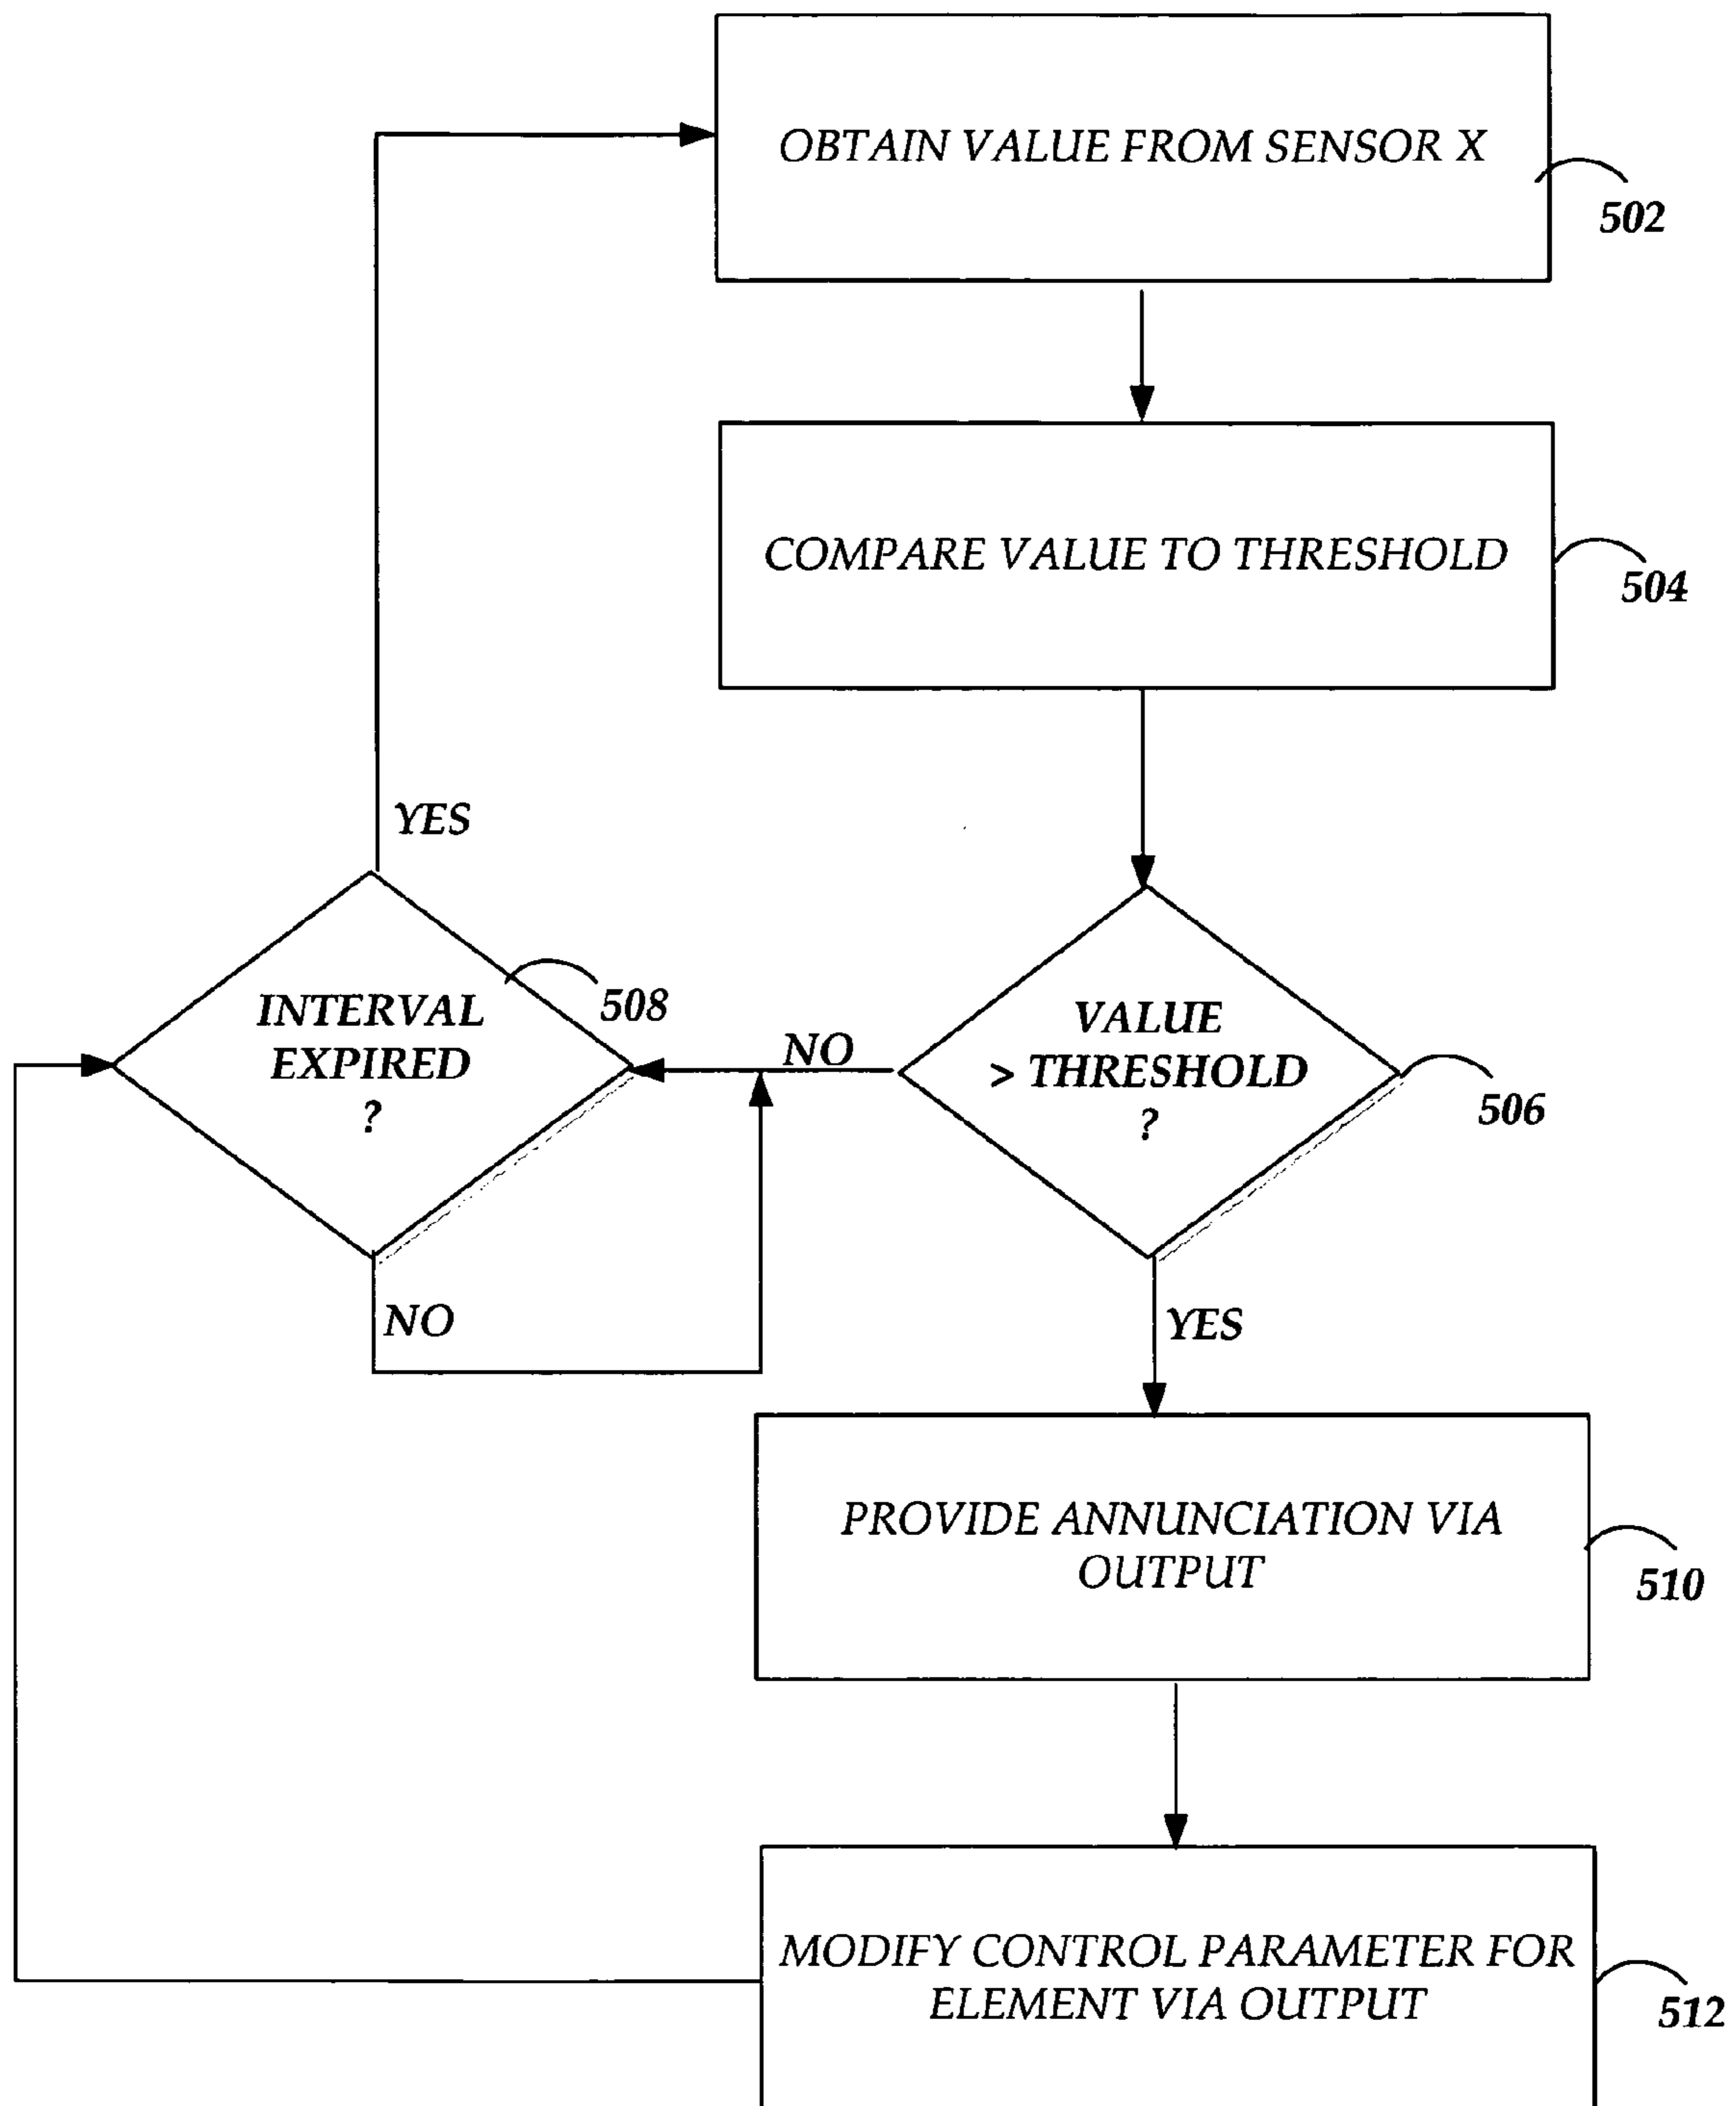 OBTAIN VALUE FROM SENSOR X
502
COMPARE VALUE TO THRESHOLD
504
YES
INTERVAL
EXPIRED
?
508
NO
VALUE
> THRESHOLD
?
506
NO
YES
PROVIDE ANNUNCIATION VIA
OUTPUT
510
MODIFY CONTROL PARAMETER FOR
ELEMENT VIA OUTPUT
512